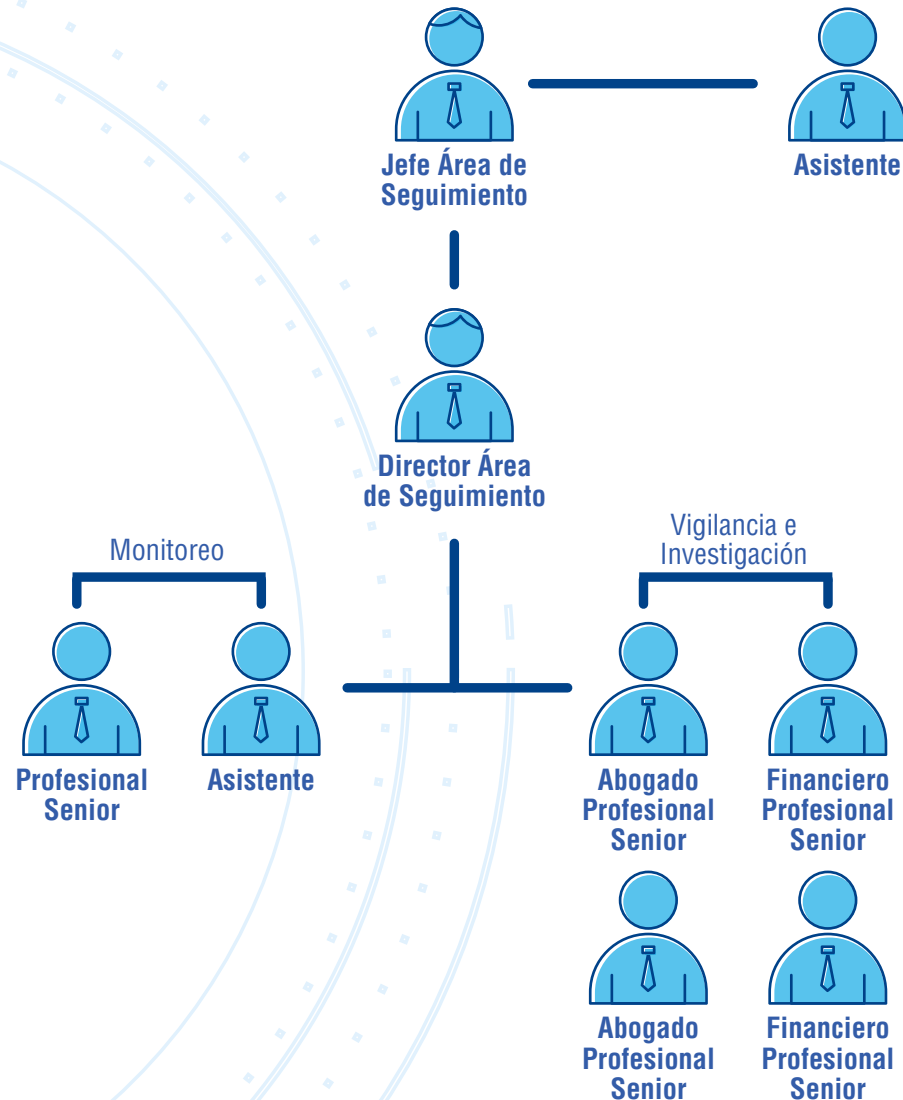 Jefe Área de
Seguimiento
Asistente
Director Área
de Seguimiento
Monitoreo
Profesional
Senior
Asistente
Vigilancia e
Investigación
Abogado
Profesional
Senior
Financiero
Profesional
Senior
Abogado
Profesional
Senior
Financiero
Profesional
Senior